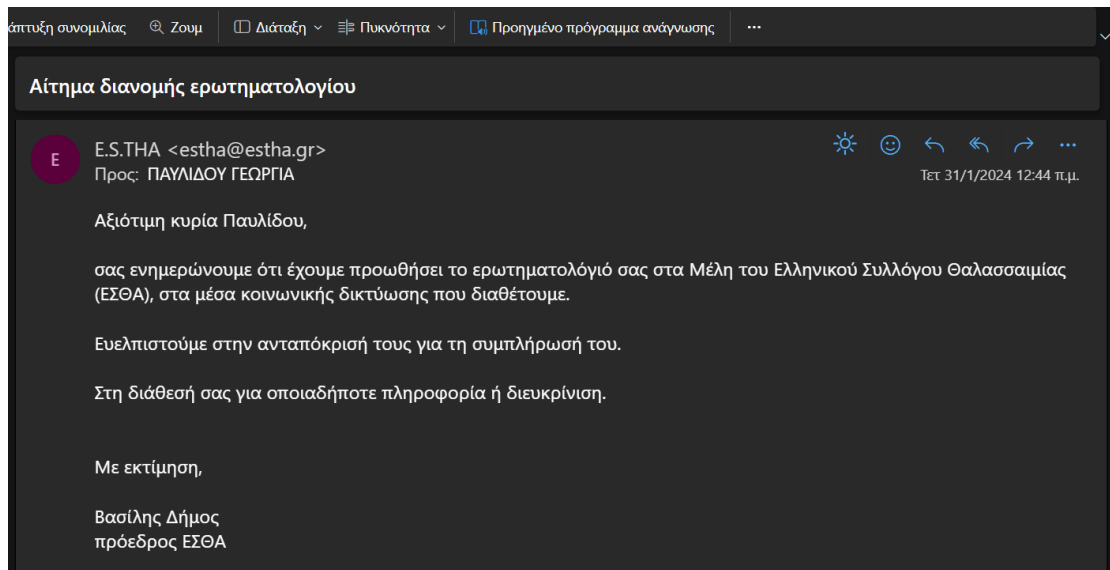 άπτυξη συνομιλίας Ζουμ Διάταξη Πυκνότητα Προηγμένο πρόγραμμα ανάγνωσης ...
Αίτημα διανομής ερωτηματολογίου
E
E.S.THA <estha@estha.gr>
Προς: ΠΑΥΛΙΔΟΥ ΓΕΩΡΓΙΑ
Τετ 31/1/2024 12:44 π.μ.
Αξιότιμη κυρία Παυλίδου,
σας ενημερώνουμε ότι έχουμε προωθήσει το ερωτηματολόγιό σας στα Μέλη του Ελληνικού Συλλόγου Θαλασσαιμίας
(ΕΣΘΑ), στα μέσα κοινωνικής δικτύωσης που διαθέτουμε.
Ευελπιστούμε στην ανταπόκρισή τους για τη συμπλήρωσή του.
Στη διάθεσή σας για οποιαδήποτε πληροφορία ή διευκρίνιση.
Με εκτίμηση,
Βασίλης Δήμος
πρόεδρος ΕΣΘΑ